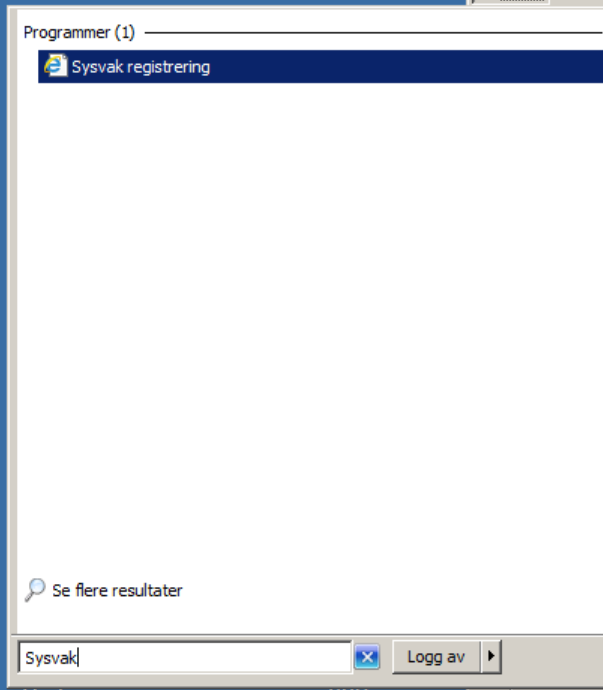 Programmer (1)
Sysvak registrering
Se flere resultater
Sysvak
Logg av